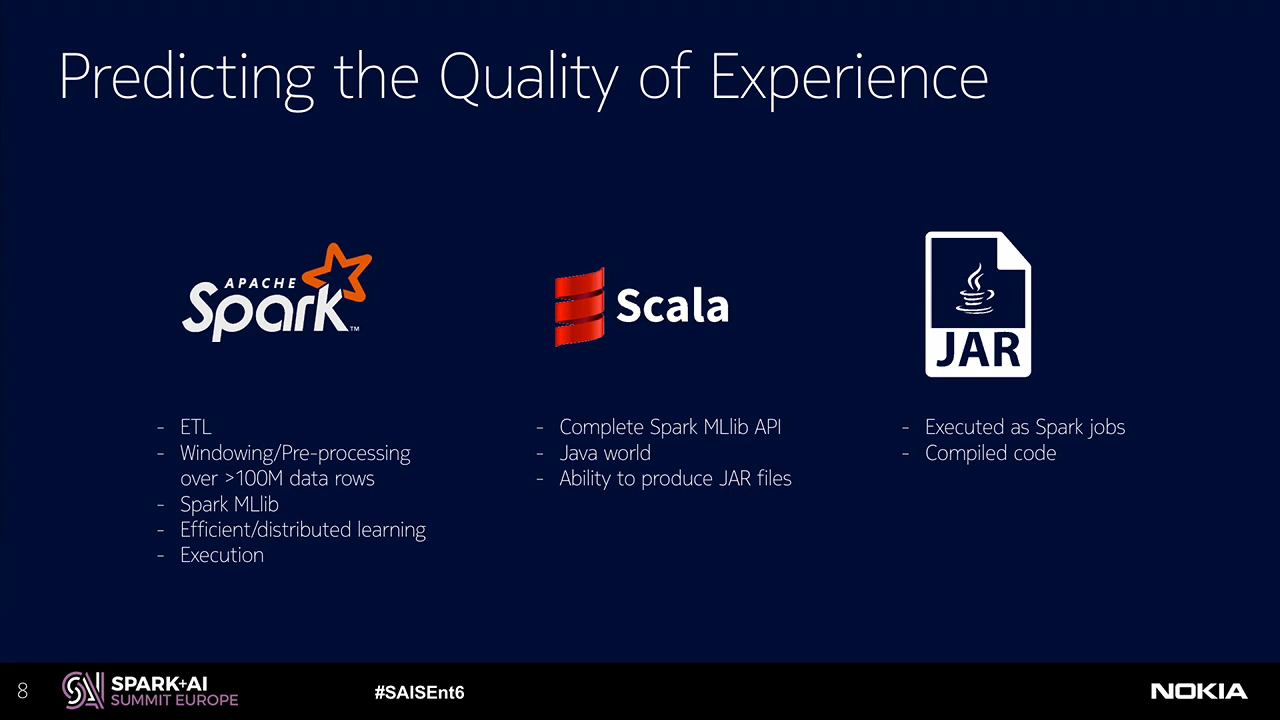 Predicting the Quality of Experience
APACHE
Spark™
- ETL
- Windowing/Pre-processing
over >100M data rows
- Spark MLlib
- Efficient/distributed learning
- Execution
Scala
- Complete Spark MLlib API
- Java world
- Ability to produce JAR files
JAR
- Executed as Spark jobs
- Compiled code
8
SAI
SPARK+AI
SUMMIT EUROPE
#SAISEnt6
NOKIA